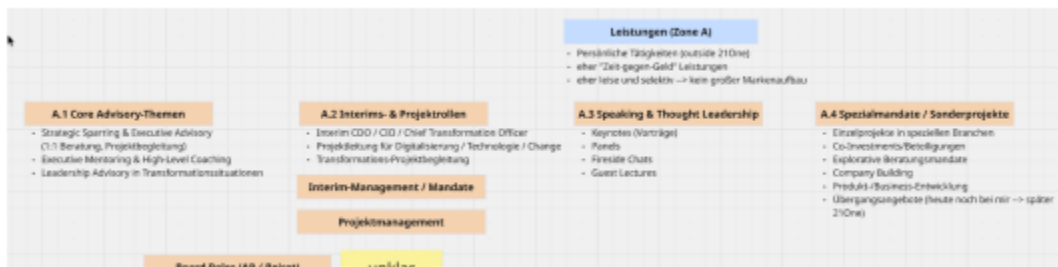 Leistungen (Zone A)
- Persönliche Tätigkeiten (outside 21One)
- eher "Zeit-gegen-Geld" Leistungen
- eher leise und selektiv --> kein großer Markenaufbau
A.1 Core Advisory-Themen
- Strategic Sparring & Executive Advisory
(1:1 Beratung, Projektbegleitung)
- Executive Mentoring & High-Level Coaching
- Leadership Advisory in Transformationssituationen
A.2 Interims- & Projektrollen
- Interim CDO / CIO / Chief Transformation Officer
- Projektleitung für Digitalisierung / Technologie / Change
- Transformations-Projektbegleitung
Interim-Management / Mandate
Projektmanagement
A.3 Speaking & Thought Leadership
- Keynotes (Vorträge)
- Panels
- Fireside Chats
- Guest Lectures
A.4 Spezialmandate / Sonderprojekte
- Einzelprojekte in speziellen Branchen
- Co-Investments/Beteiligungen
- Explorative Beratungsmandate
- Company Building
- Produkt-/Business-Entwicklung
- Übergangsangebote (heute noch bei mir --> später
21One)
unklar